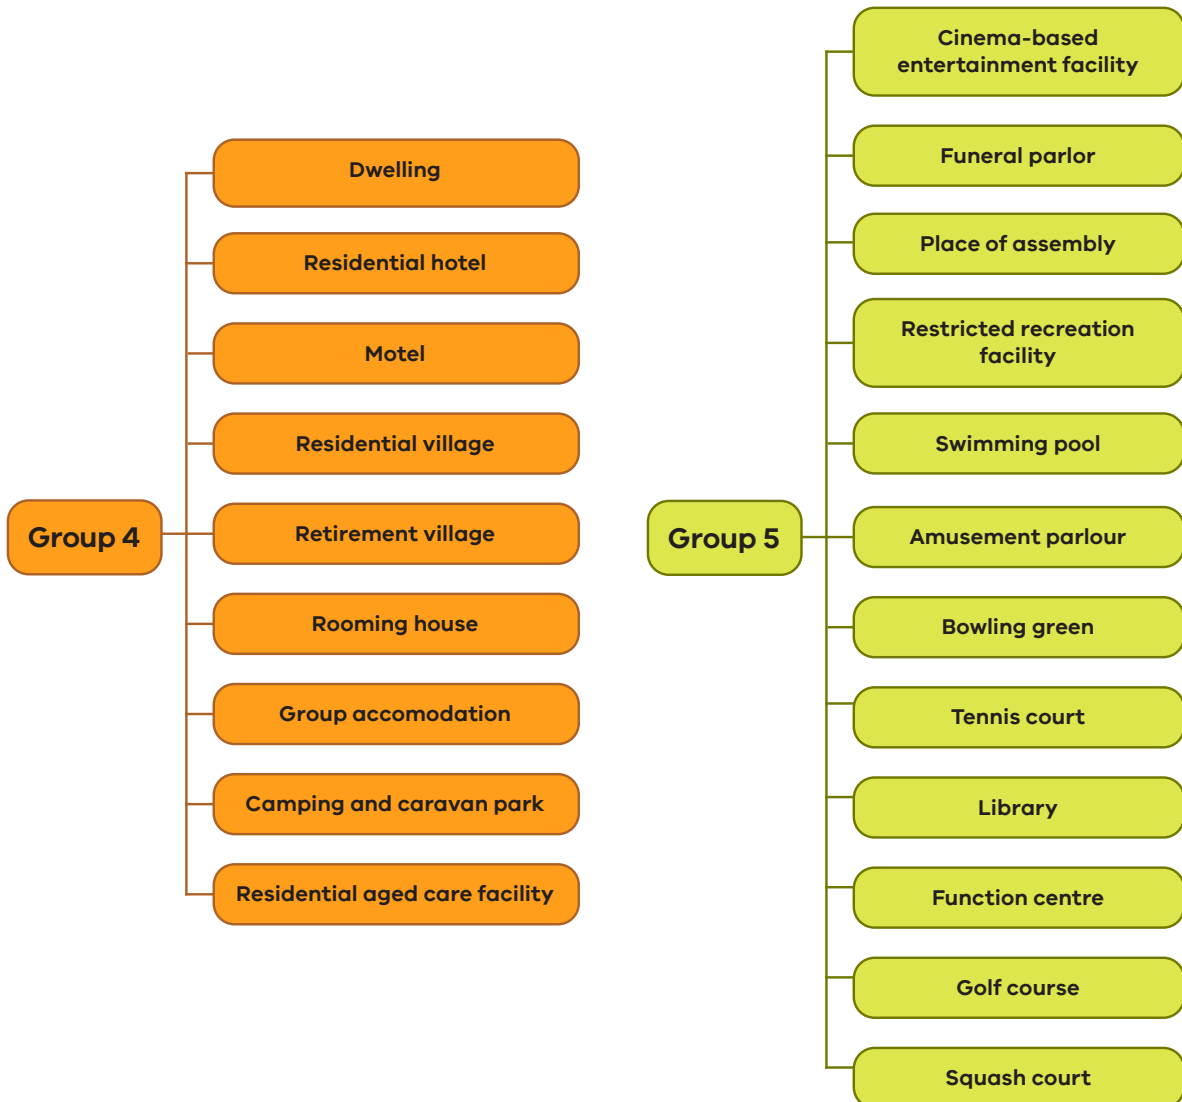 Group 4
Dwelling
Residential hotel
Motel
Residential village
Retirement village
Rooming house
Group accomodation
Camping and caravan park
Residential aged care facility
Group 5
Cinema-based
entertainment facility
Funeral parlor
Place of assembly
Restricted recreation
facility
Swimming pool
Amusement parlour
Bowling green
Tennis court
Library
Function centre
Golf course
Squash court